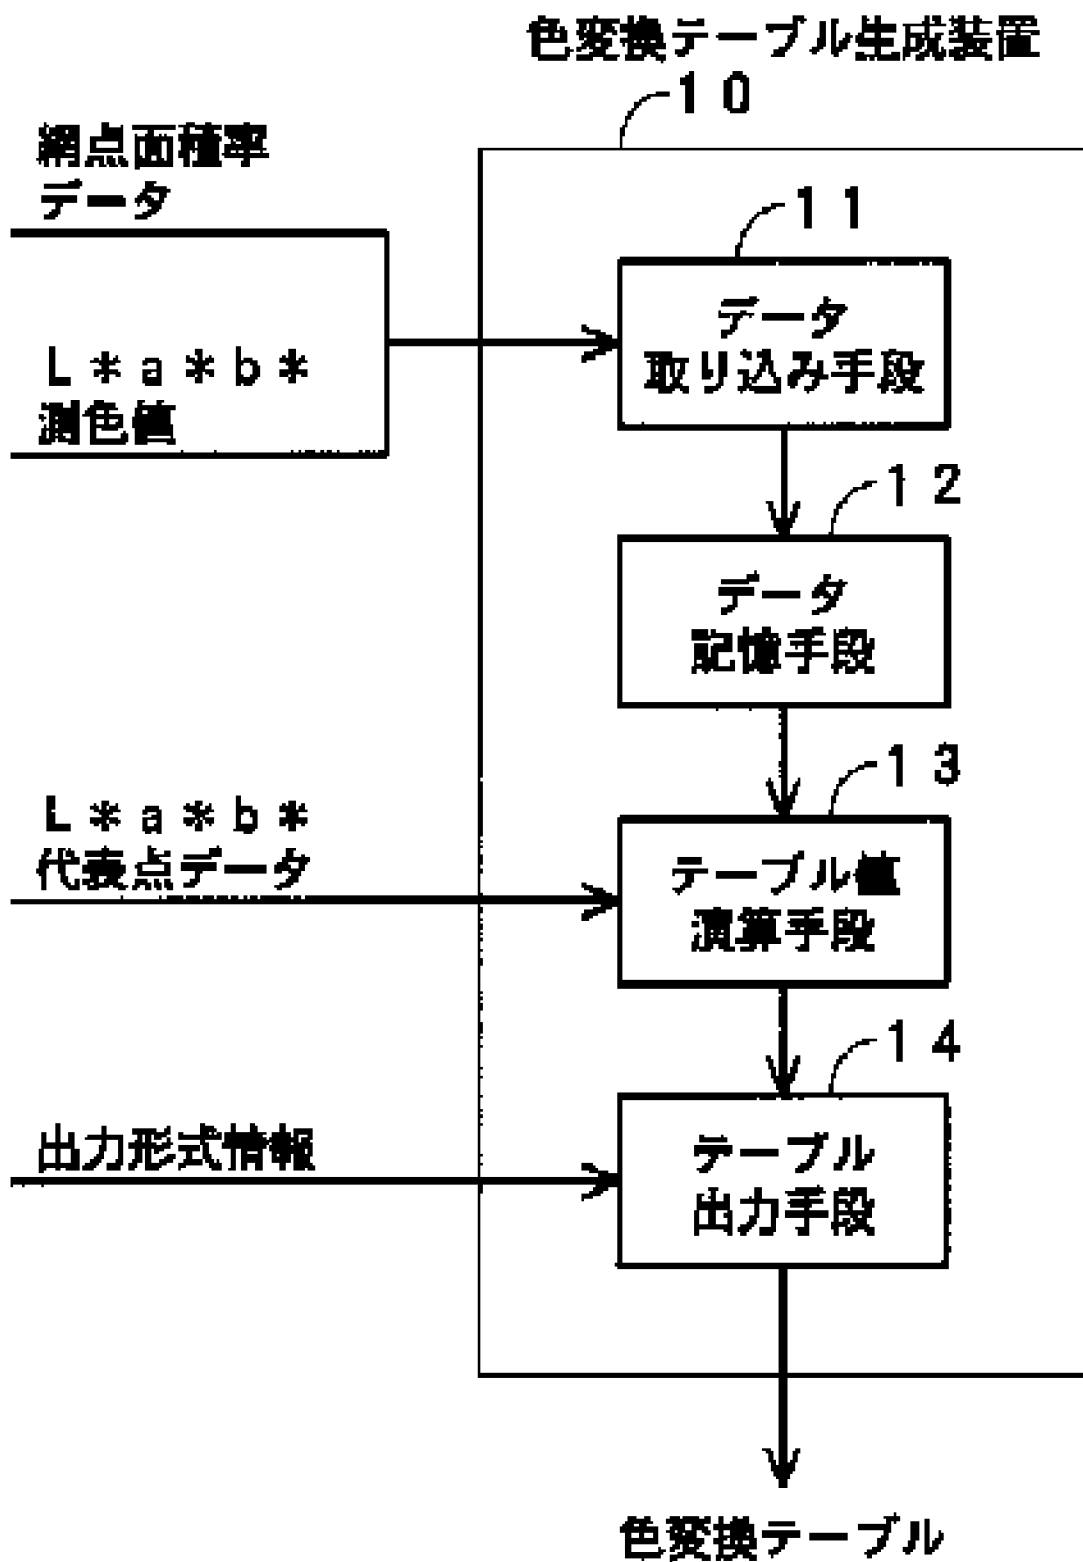 色変換テーブル生成装置
10
網点面積率
データ
11
データ
取り込み手段
L*a*b*
測色値
12
データ
記憶手段
13
L*a*b*
代表点データ
テーブル値
演算手段
14
出力形式情報
テーブル
出力手段
色変換テーブル